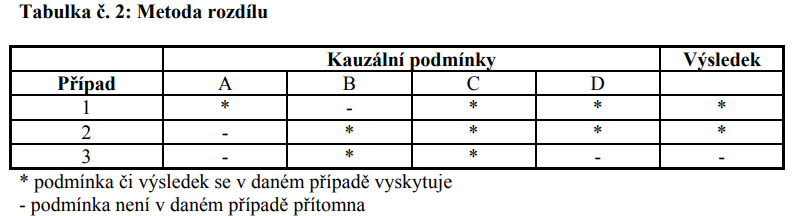 Tabulka č. 2: Metoda rozdílu
Kauzální podmínky Výsledek
Případ A B C D
1 * - * * *
2 - * * * *
3 - * * - -
* podmínka či výsledek se v daném případě vyskytuje
- podmínka není v daném případě přítomna